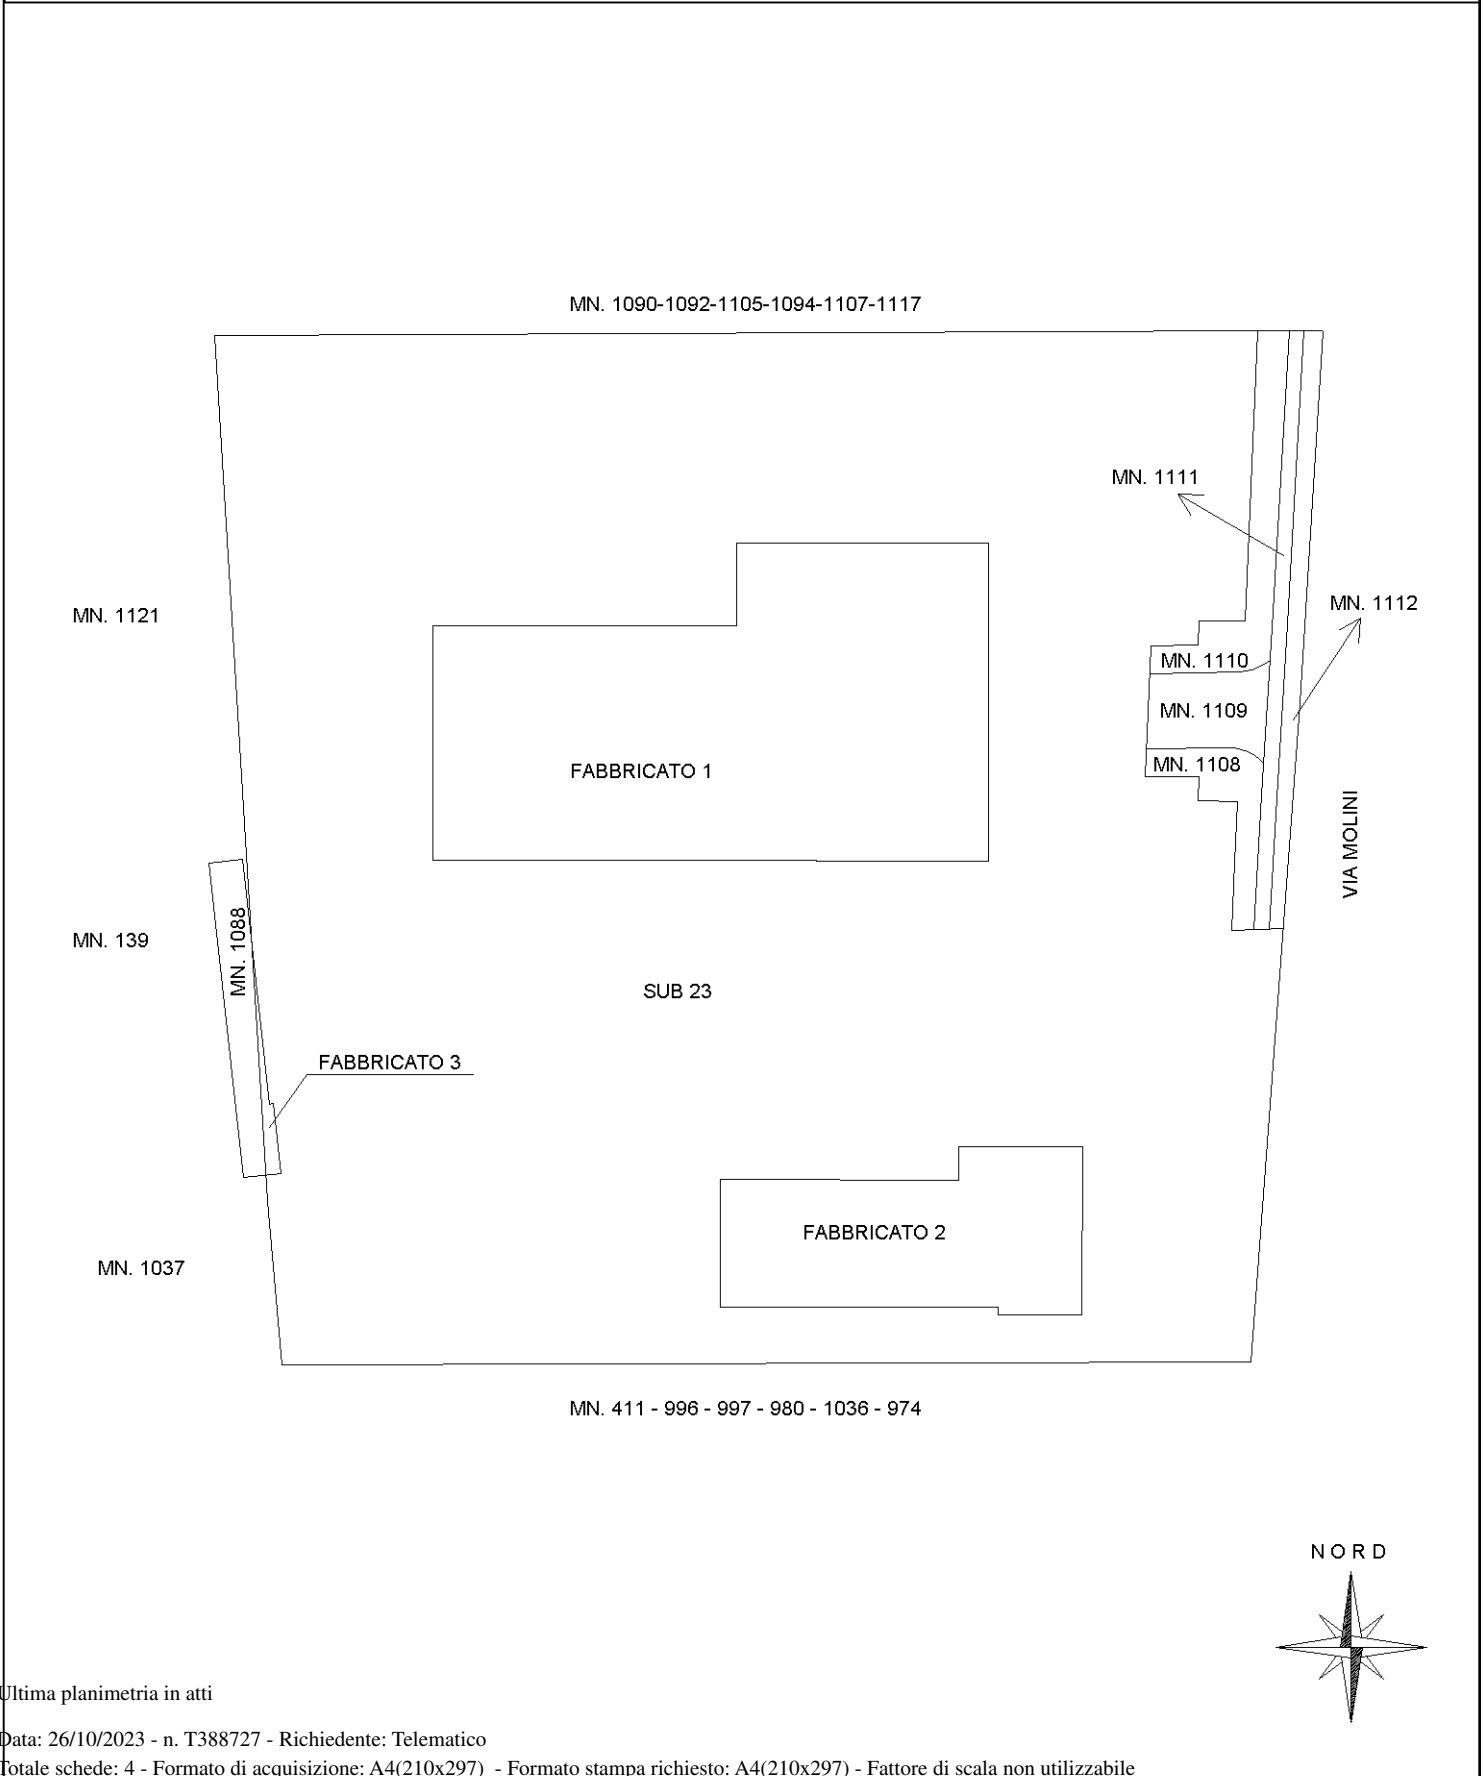 MN. 1090-1092-1105-1094-1107-1117
MN. 1111
MN. 1121
MN. 1112
MN. 1110
MN. 1109
MN. 1108
FABBRICATO 1
VIA MOLINI
MN. 139
MN. 1088
SUB 23
FABBRICATO 3
FABBRICATO 2
MN. 1037
MN. 411 - 996 - 997 - 980 - 1036 - 974
NORD
Ultima planimetria in atti
Data: 26/10/2023 - n. T388727 - Richiedente: Telematico
Totale schede: 4 - Formato di acquisizione: A4(210x297) - Formato stampa richiesto: A4(210x297) - Fattore di scala non utilizzabile